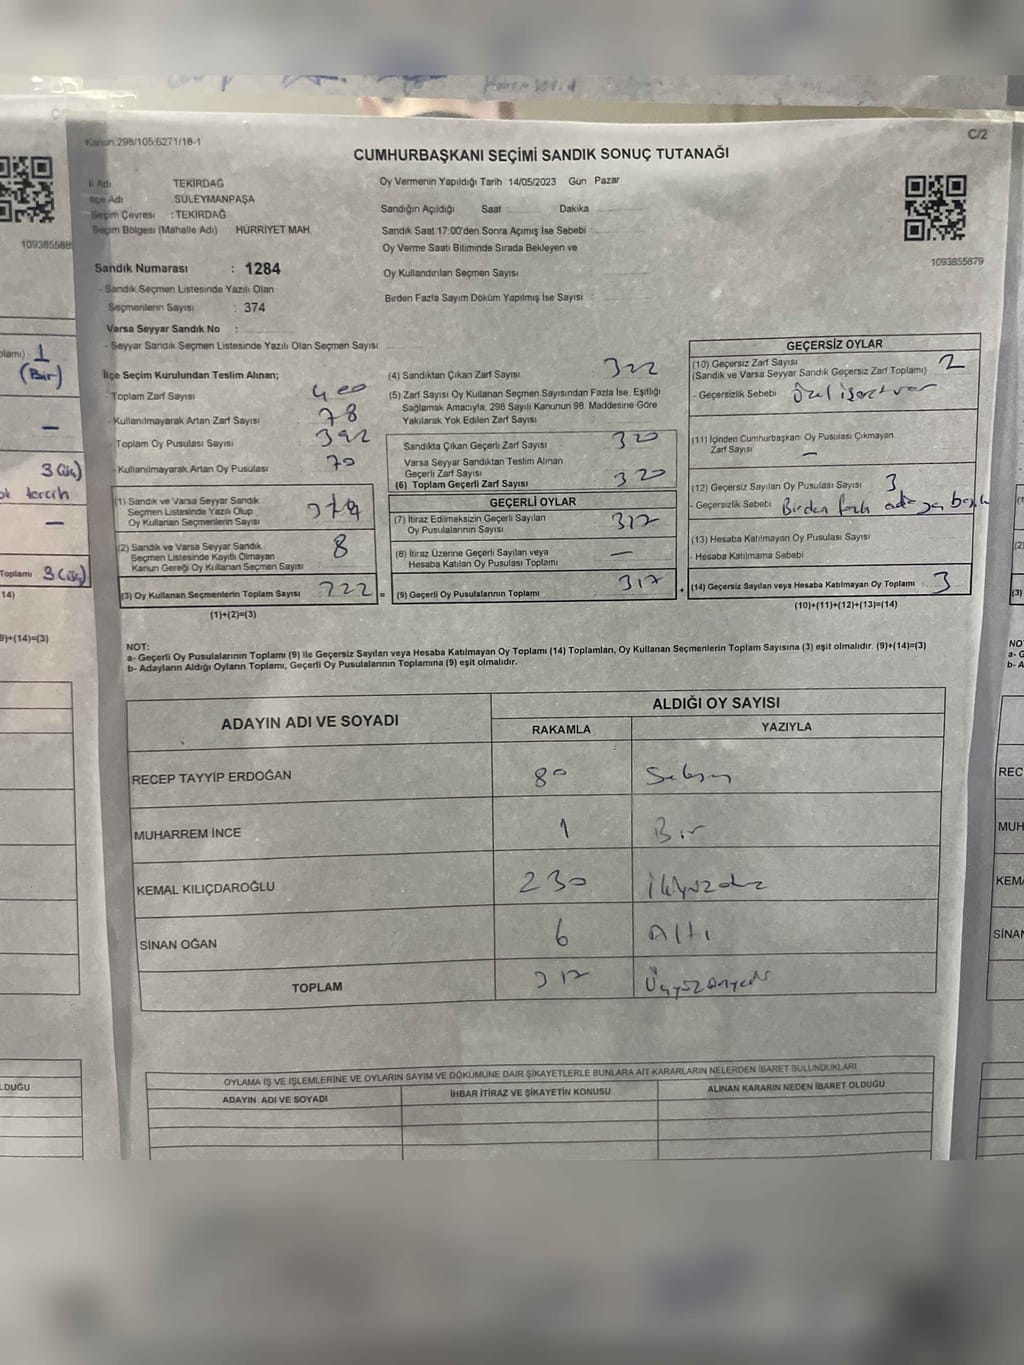 Kanun:298/105,6271/18-1
C/2
CUMHURBAŞKANI SEÇİMİ SANDIK SONUÇ TUTANAĞI
İl Adı TEKİRDAĞ
İlçe Adı SÜLEYMANPAŞA
Seçim Çevresi : TEKİRDAĞ
Seçim Bölgesi (Mahalle Adı) HÜRRİYET MAH.
Sandık Numarası : 1284
- Sandık Seçmen Listesinde Yazılı Olan
Seçmenlerin Sayısı : 374
Varsa Seyyar Sandık No :
- Seyyar Sandık Seçmen Listesinde Yazılı Olan Seçmen Sayısı
Oy Vermenin Yapıldığı Tarih :14/05/2023 Gün Pazar
Sandığın Açıldığı Saat Dakika
Sandık Saat 17:00'den Sonra Açımış İse Sebebi
Oy Verme Saati Bitiminde Sırada Bekleyen ve
Oy Kullandırılan Seçmen Sayısı
Birden Fazla Sayım Döküm Yapılmış İse Sayısı :
1093855879
109385588
İlçe Seçim Kurulundan Teslim Alınan;
- Toplam Zarf Sayısı 400
- Kullanılmayarak Artan Zarf Sayısı 78
- Toplam Oy Pusulası Sayısı 392
- Kullanılmayarak Artan Oy Pusulası 70
(1) Sandık ve Varsa Seyyar Sandık
Seçmen Listesinde Yazılı Olup
Oy Kullanan Seçmenlerin Sayısı
(2) Sandık ve Varsa Seyyar Sandık
Seçmen Listesinde Kayıtlı Olmayan
Kanun Gereği Oy Kullanan Seçmen Sayısı 8
(3) Oy Kullanan Seçmenlerin Toplam Sayısı 322 =
(1)+(2)=(3)
(4) Sandıktan Çıkan Zarf Sayısı 322
(5) Zarf Sayısı Oy Kullanan Seçmen Sayısından Fazla İse, Eşitliği
Sağlamak Amacıyla, 298 Sayılı Kanunun 98. Maddesine Göre
Yakılarak Yok Edilen Zarf Sayısı
Sandıkta Çıkan Geçerli Zarf Sayısı 320
Varsa Seyyar Sandıktan Teslim Alınan
Geçerli Zarf Sayısı
(6) Toplam Geçerli Zarf Sayısı 320
GEÇERLİ OYLAR
(7) İtiraz Edilmeksizin Geçerli Sayılan
Oy Pusulalarının Sayısı 317
(8) İtiraz Üzerine Geçerli Sayılan veya
Hesaba Katılan Oy Pusulası Toplamı —
(9) Geçerli Oy Pusulalarının Toplamı 317 +
GEÇERSİZ OYLAR
(10) Geçersiz Zarf Sayısı 2
(Sandık ve Varsa Seyyar Sandık Geçersiz Zarf Toplamı)
- Geçersizlik Sebebi Özel işaret var
(11) İçinden Cumhurbaşkanı Oy Pusulası Çıkmayan
Zarf Sayısı —
(12) Geçersiz Sayılan Oy Pusulası Sayısı 3
- Geçersizlik Sebebi Birden fazla adaya
(13) Hesaba Katılmayan Oy Pusulası Sayısı
- Hesaba Katılmama Sebebi
(14) Geçersiz Sayılan veya Hesaba Katılmayan Oy Toplamı 3
(10)+(11)+(12)+(13)=(14)
NOT:
a- Geçerli Oy Pusulalarının Toplamı (9) ile Geçersiz Sayılan veya Hesaba Katılmayan Oy Toplamı (14) Toplamları, Oy Kullanan Seçmenlerin Toplam Sayısına (3) eşit olmalıdır. (9)+(14)=(3)
b- Adayların Aldığı Oyların Toplamı, Geçerli Oy Pusulalarının Toplamına (9) eşit olmalıdır.
ADAYIN ADI VE SOYADI
ALDIĞI OY SAYISI
RAKAMLA YAZIYLA
RECEP TAYYİP ERDOĞAN 80 Seksen
MUHARREM İNCE 1 Bir
KEMAL KILIÇDAROĞLU 230 İkiyüzotuz
SİNAN OĞAN 6 Altı
TOPLAM 317 Üçyüzonyedi
OYLAMA İŞ VE İŞLEMLERİNE VE OYLARIN SAYIM VE DÖKÜMÜNE DAİR ŞİKAYETLERLE BUNLARA AİT KARARLARIN NELERDEN İBARET BULUNDUKLARI
ADAYIN ADI VE SOYADI
İHBAR İTİRAZ VE ŞİKAYETİN KONUSU
ALINAN KARARIN NEDEN İBARET OLDUĞU
1
(Bir)
3 (üç)
tercih
Toplamı 3 (üç)
9)+(14)=(3)
LDUĞU
NO
REC
MUH
KEM
SİNAN